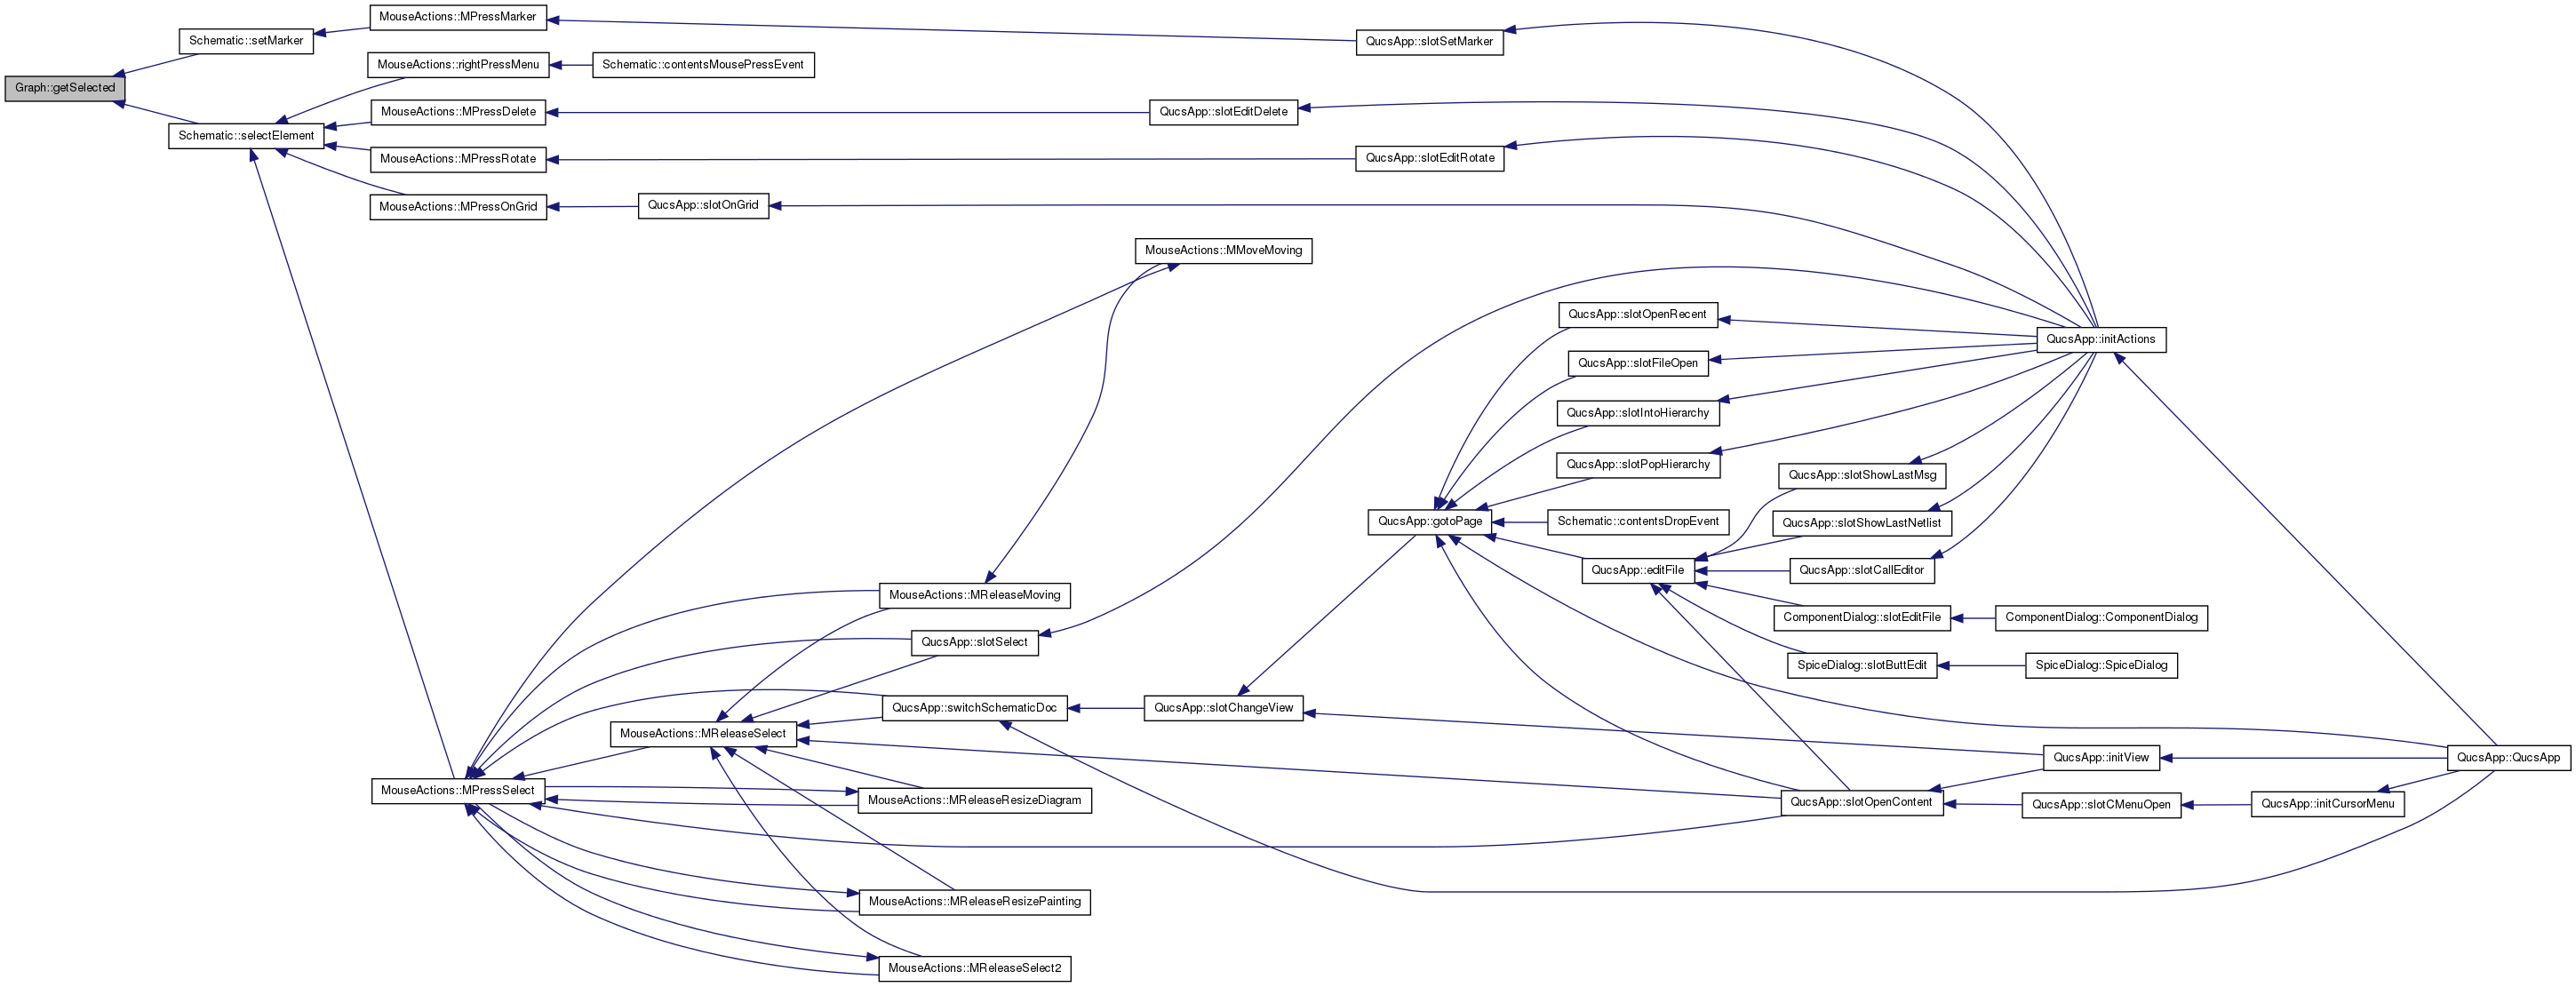 MouseActions::MPressMarker
Schematic::setMarker
QucsApp::slotSetMarker
MouseActions::rightPressMenu
Schematic::contentsMousePressEvent
Graph::getSelected
MouseActions::MPressDelete
QucsApp::slotEditDelete
Schematic::selectElement
MouseActions::MPressRotate
QucsApp::slotEditRotate
MouseActions::MPressOnGrid
QucsApp::slotOnGrid
MouseActions::MMoveMoving
QucsApp::slotOpenRecent
QucsApp::initActions
QucsApp::slotFileOpen
QucsApp::slotIntoHierarchy
QucsApp::slotPopHierarchy
QucsApp::slotShowLastMsg
QucsApp::gotoPage
Schematic::contentsDropEvent
QucsApp::slotShowLastNetlist
QucsApp::editFile
QucsApp::slotCallEditor
MouseActions::MReleaseMoving
ComponentDialog::slotEditFile
ComponentDialog::ComponentDialog
QucsApp::slotSelect
SpiceDialog::slotButtEdit
SpiceDialog::SpiceDialog
QucsApp::switchSchematicDoc
QucsApp::slotChangeView
MouseActions::MReleaseSelect
QucsApp::initView
QucsApp::QucsApp
MouseActions::MPressSelect
MouseActions::MReleaseResizeDiagram
QucsApp::slotOpenContent
QucsApp::slotCMenuOpen
QucsApp::initCursorMenu
MouseActions::MReleaseResizePainting
MouseActions::MReleaseSelect2